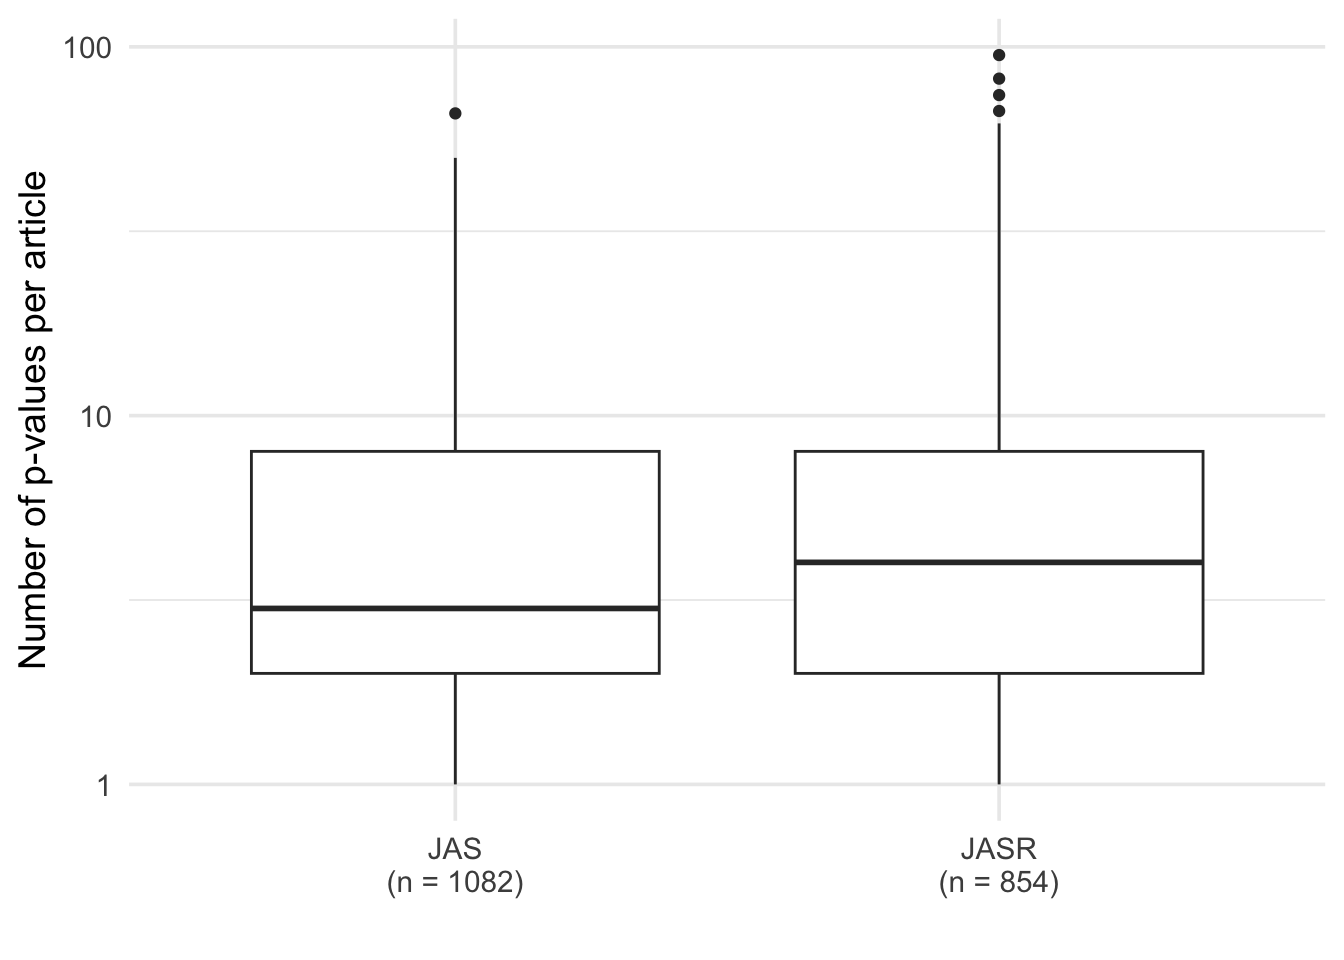 Number of p-values per article
100
10
1
JAS
(n = 1082)
JASR
(n = 854)